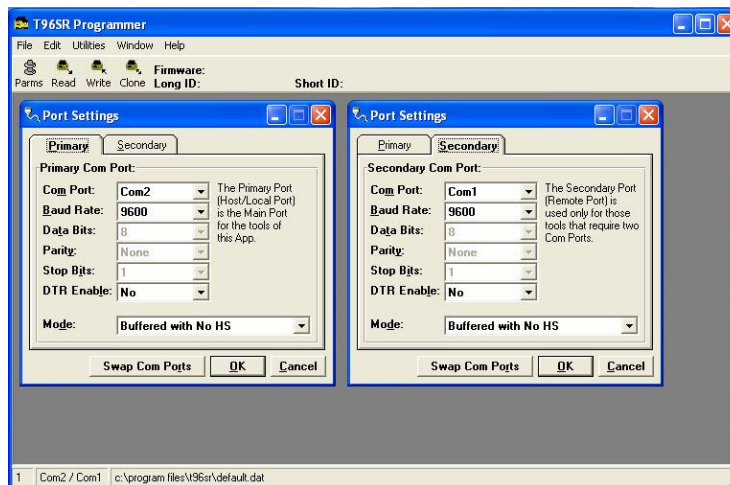 T96SR Programmer
File Edit Utilities Window Help
Parms Read Write Clone
Firmware:
Long ID: Short ID:
Port Settings
Primary Secondary
Primary Com Port:
Com Port: Com2
Baud Rate: 9600
Data Bits: 8
Parity: None
Stop Bits: 1
DTR Enable: No
The Primary Port
(Host/Local Port)
is the Main Port
for the tools of
this App.
Mode: Buffered with No HS
Swap Com Ports OK Cancel
Port Settings
Primary Secondary
Secondary Com Port:
Com Port: Com1
Baud Rate: 9600
Data Bits: 8
Parity: None
Stop Bits: 1
DTR Enable: No
The Secondary Port
(Remote Port) is
used only for those
tools that require two
Com Ports.
Mode: Buffered with No HS
Swap Com Ports OK Cancel
1 Com2 / Com1 c:\program files\t96sr\default.dat